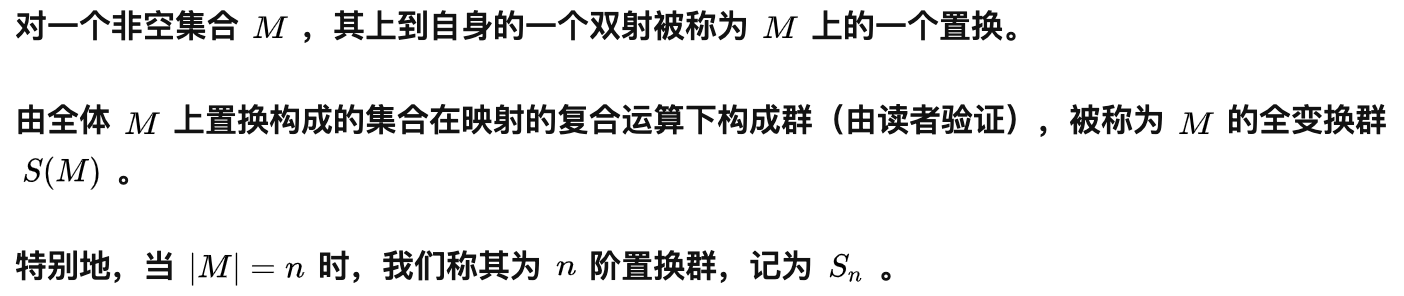 对一个非空集合 M ，其上到自身的一个双射被称为 M 上的一个置换。
由全体 M 上置换构成的集合在映射的复合运算下构成群（由读者验证），被称为 M 的全变换群
S(M) 。
特别地，当 |M| = n 时，我们称其为 n 阶置换群，记为 Sₙ 。